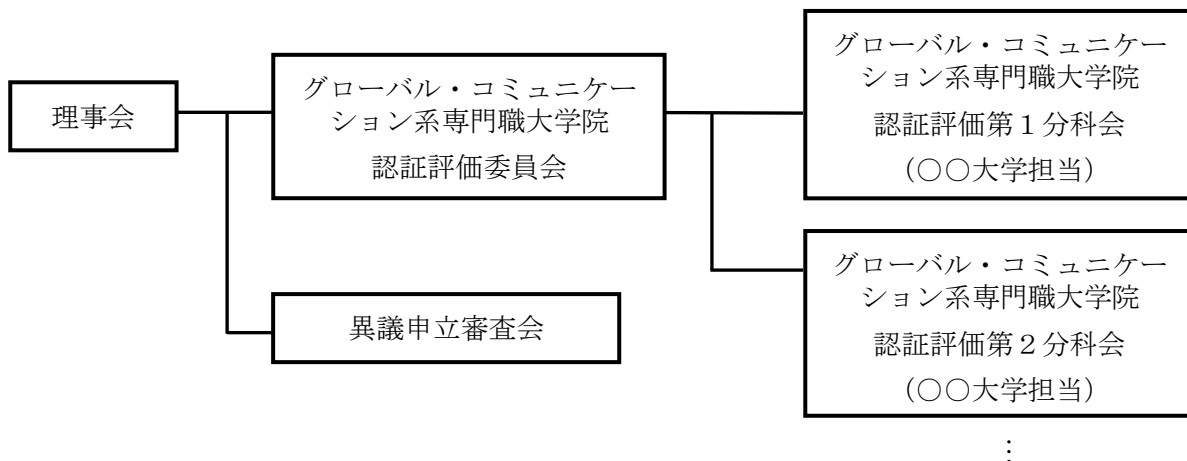 理事会
グローバル・コミュニケー
ション系専門職大学院
認証評価委員会
異議申立審査会
グローバル・コミュニケー
ション系専門職大学院
認証評価第１分科会
（○○大学担当）
グローバル・コミュニケー
ション系専門職大学院
認証評価第２分科会
（○○大学担当）
⋮